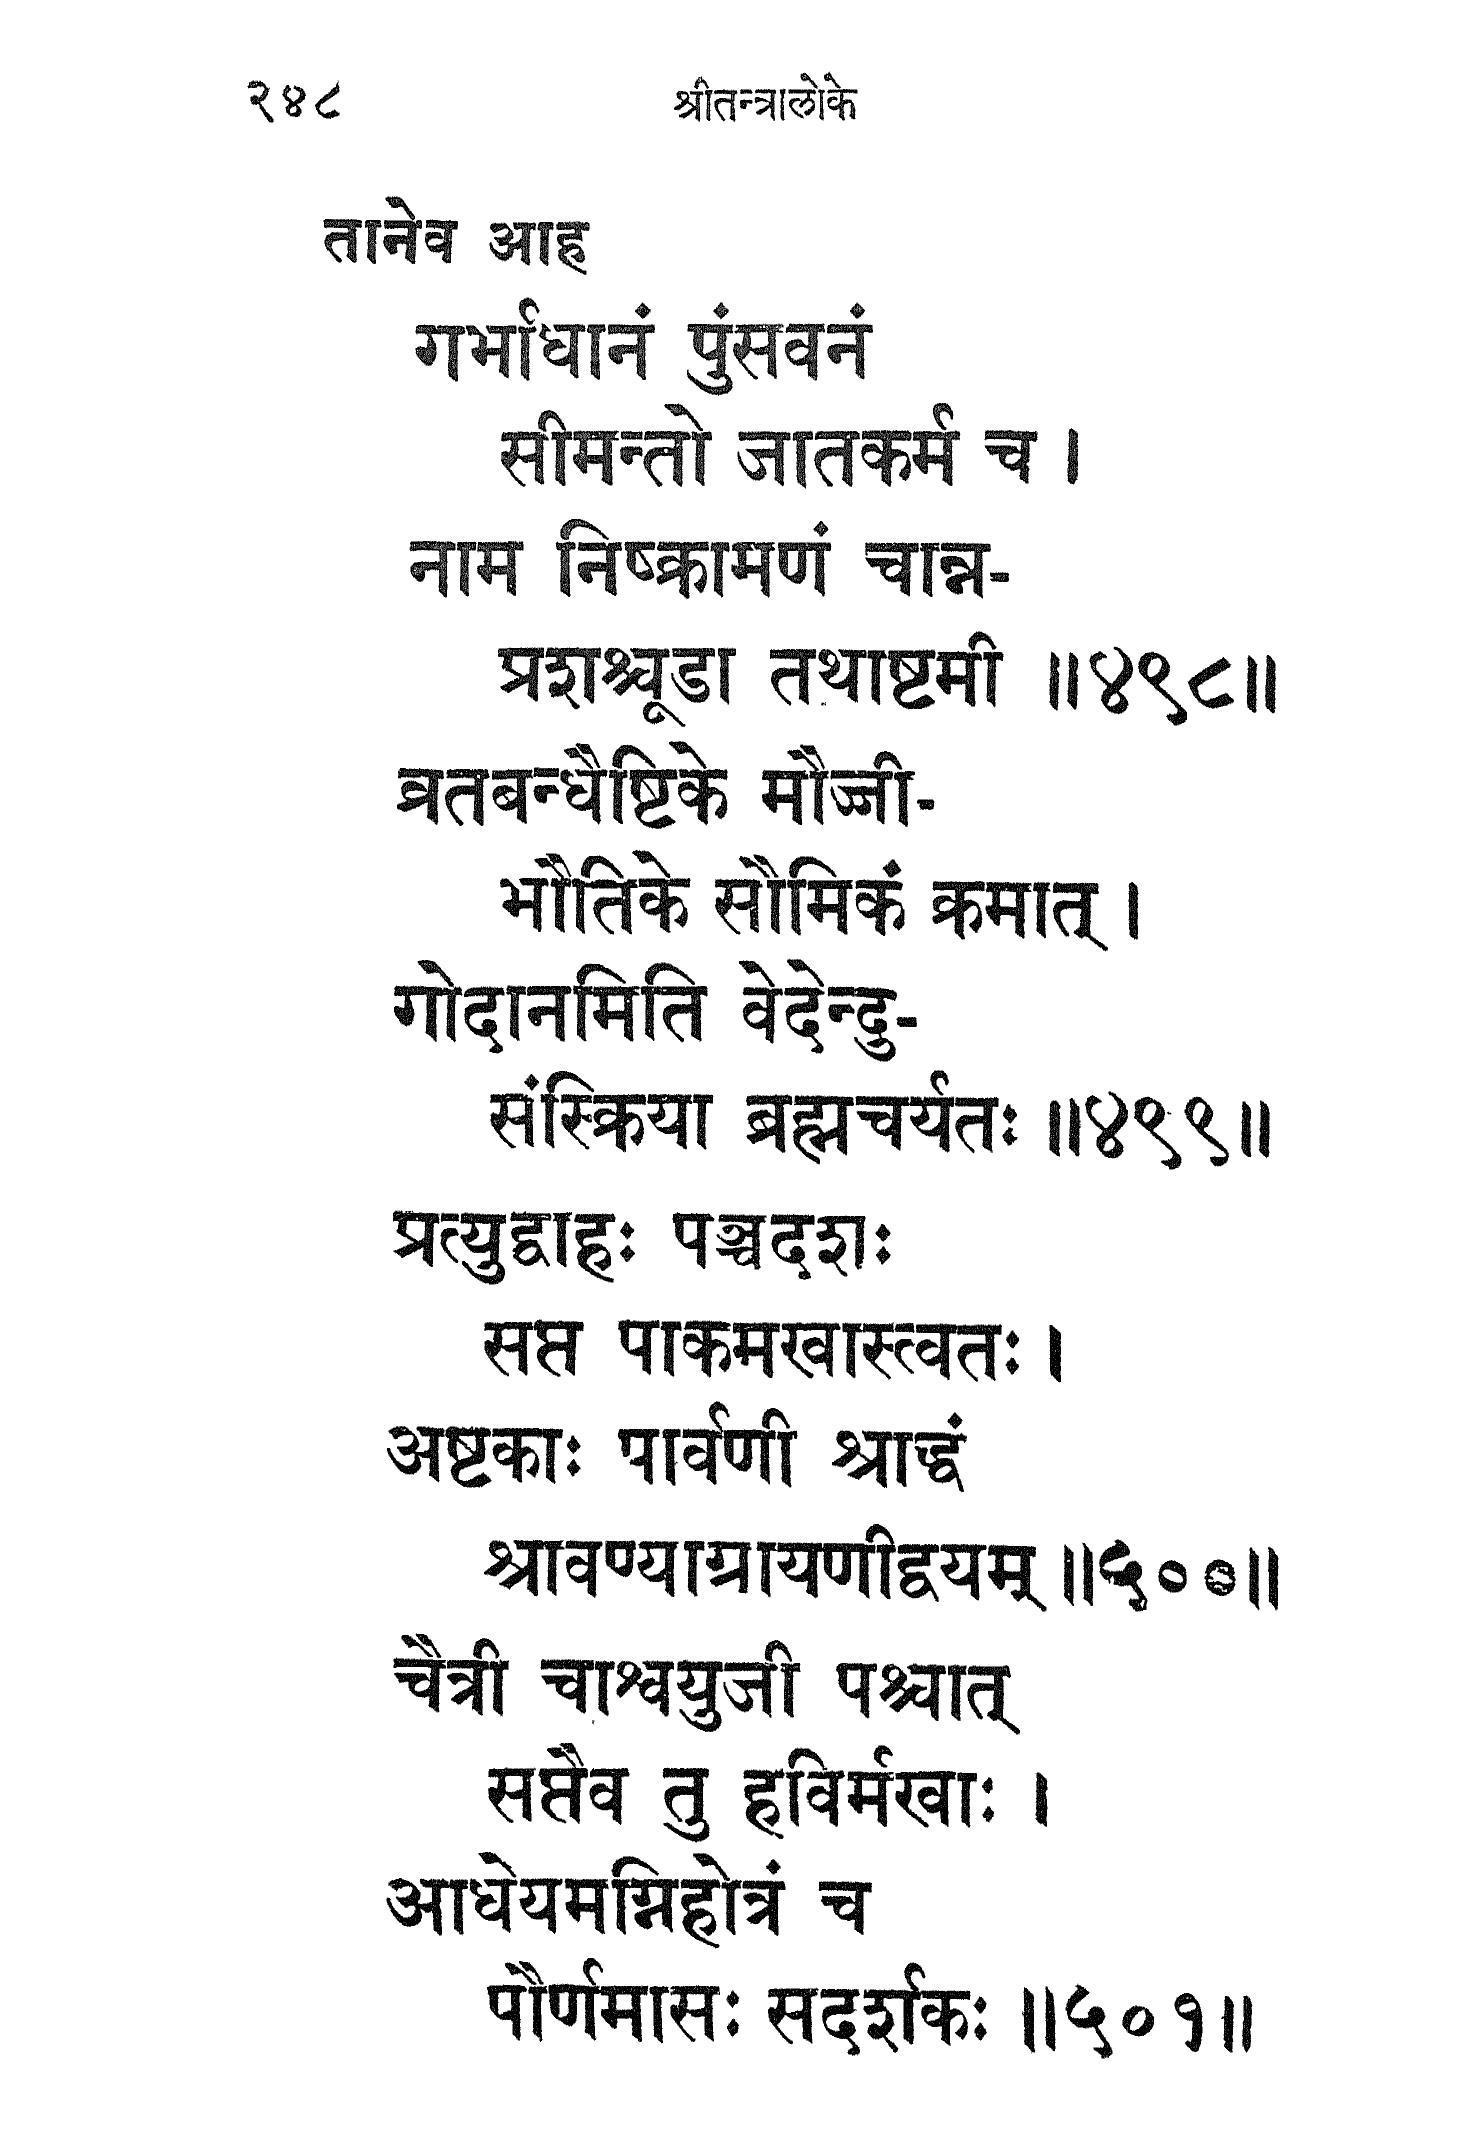 २४८ श्रीतन्त्रालोके
तानेव आह
गर्भाधानं पुंसवनं
सीमन्तो जातकर्म च ।
नाम निष्क्रामणं चान्न-
प्रशश्चूडा तथाष्टमी ॥४९८॥
व्रतबन्धैष्टिके मौञ्जी-
भौतिके सौमिकं क्रमात् ।
गोदानमिति वेदेन्दु-
संस्क्रिया ब्रह्मचर्यतः ॥४९९॥
प्रत्युद्वाहः पञ्चदशः
सप्त पाकमखास्त्वतः ।
अष्टकाः पार्वणी श्राद्धं
श्रावण्याग्रायणीद्वयम् ॥५००॥
चैत्री चाश्वयुजी पश्चात्
सप्तैव तु हविर्मखाः ।
आधेयमग्निहोत्रं च
पौर्णमासः सदर्शकः ॥५०१॥